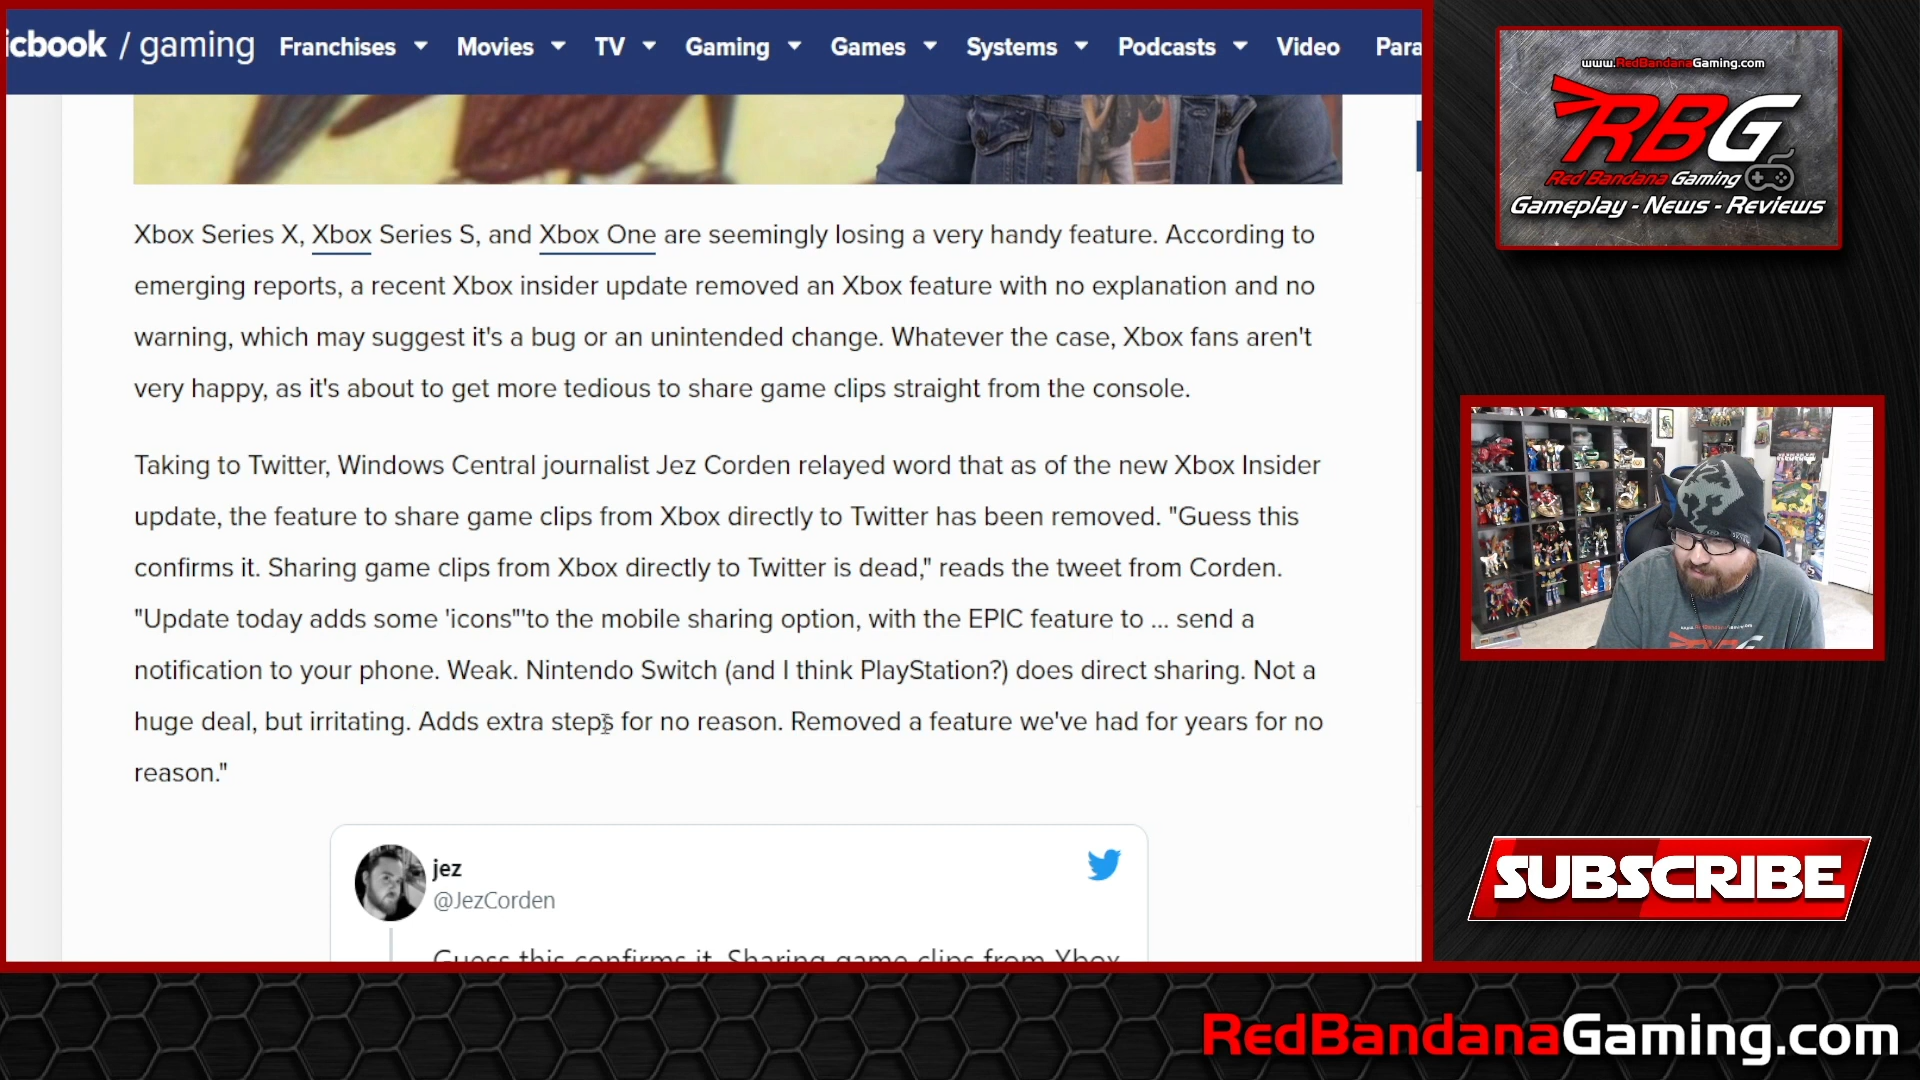 icbook / gaming Franchises Movies TV Gaming Games Systems Podcasts Video Para
Xbox Series X, Xbox Series S, and Xbox One are seemingly losing a very handy feature. According to
emerging reports, a recent Xbox insider update removed an Xbox feature with no explanation and no
warning, which may suggest it's a bug or an unintended change. Whatever the case, Xbox fans aren't
very happy, as it's about to get more tedious to share game clips straight from the console.
Taking to Twitter, Windows Central journalist Jez Corden relayed word that as of the new Xbox Insider
update, the feature to share game clips from Xbox directly to Twitter has been removed. "Guess this
confirms it. Sharing game clips from Xbox directly to Twitter is dead," reads the tweet from Corden.
"Update today adds some 'icons"'to the mobile sharing option, with the EPIC feature to ... send a
notification to your phone. Weak. Nintendo Switch (and I think PlayStation?) does direct sharing. Not a
huge deal, but irritating. Adds extra steps for no reason. Removed a feature we've had for years for no
reason."
jez
@JezCorden
Guess this confirms it. Sharing game clips from Xbox
www.RedBandanaGaming.com
RBG
Red Bandana Gaming
Gameplay - News - Reviews
SUBSCRIBE
RedBandanaGaming.com